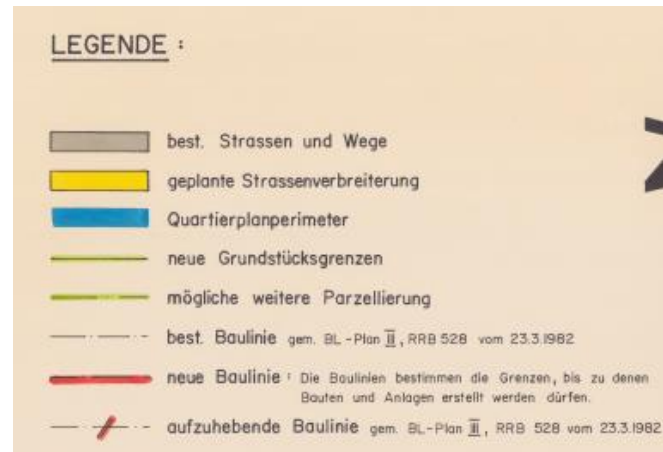 LEGENDE :
best. Strassen und Wege
geplante Strassenverbreiterung
Quartierplanperimeter
neue Grundstücksgrenzen
mögliche weitere Parzellierung
best. Baulinie gem. BL-Plan III, RRB 528 vom 23.3.1982
neue Baulinie : Die Baulinien bestimmen die Grenzen, bis zu denen
Bauten und Anlagen erstellt werden dürfen.
aufzuhebende Baulinie gem. BL-Plan III, RRB 528 vom 23.3.1982